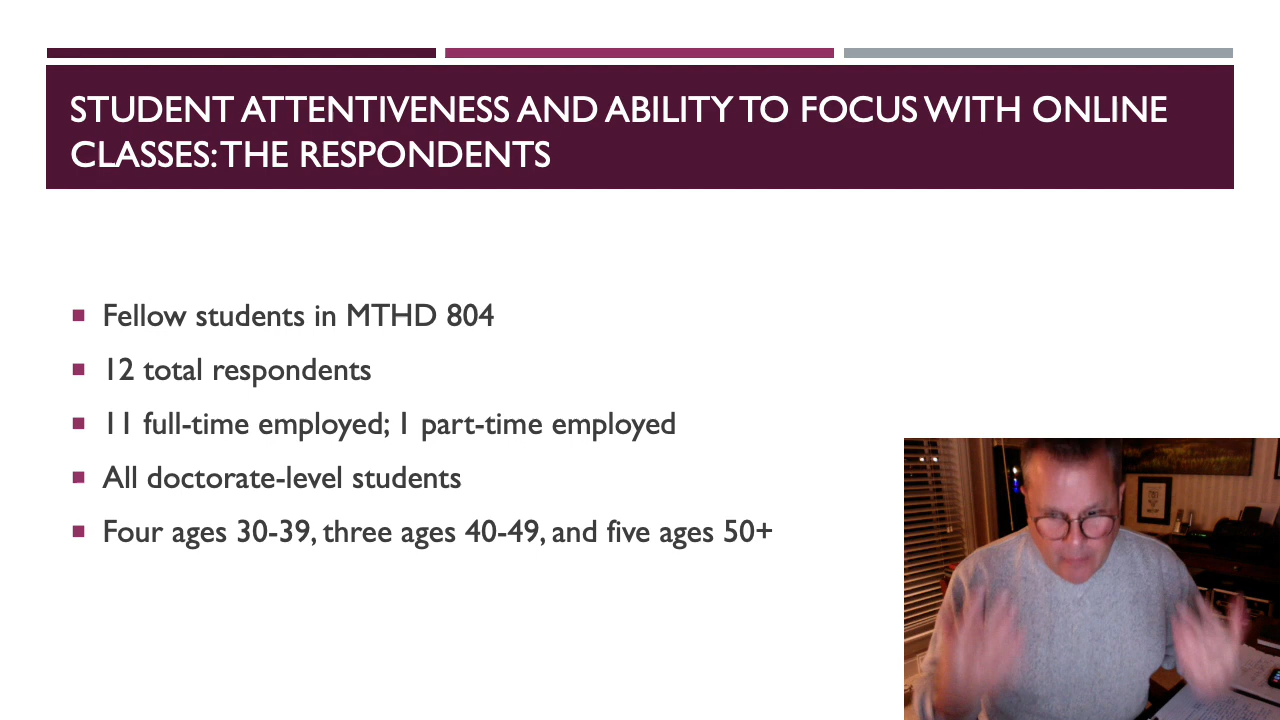 STUDENT ATTENTIVENESS AND ABILITY TO FOCUS WITH ONLINE
CLASSES: THE RESPONDENTS
Fellow students in MTHD 804
12 total respondents
11 full-time employed; 1 part-time employed
All doctorate-level students
Four ages 30-39, three ages 40-49, and five ages 50+